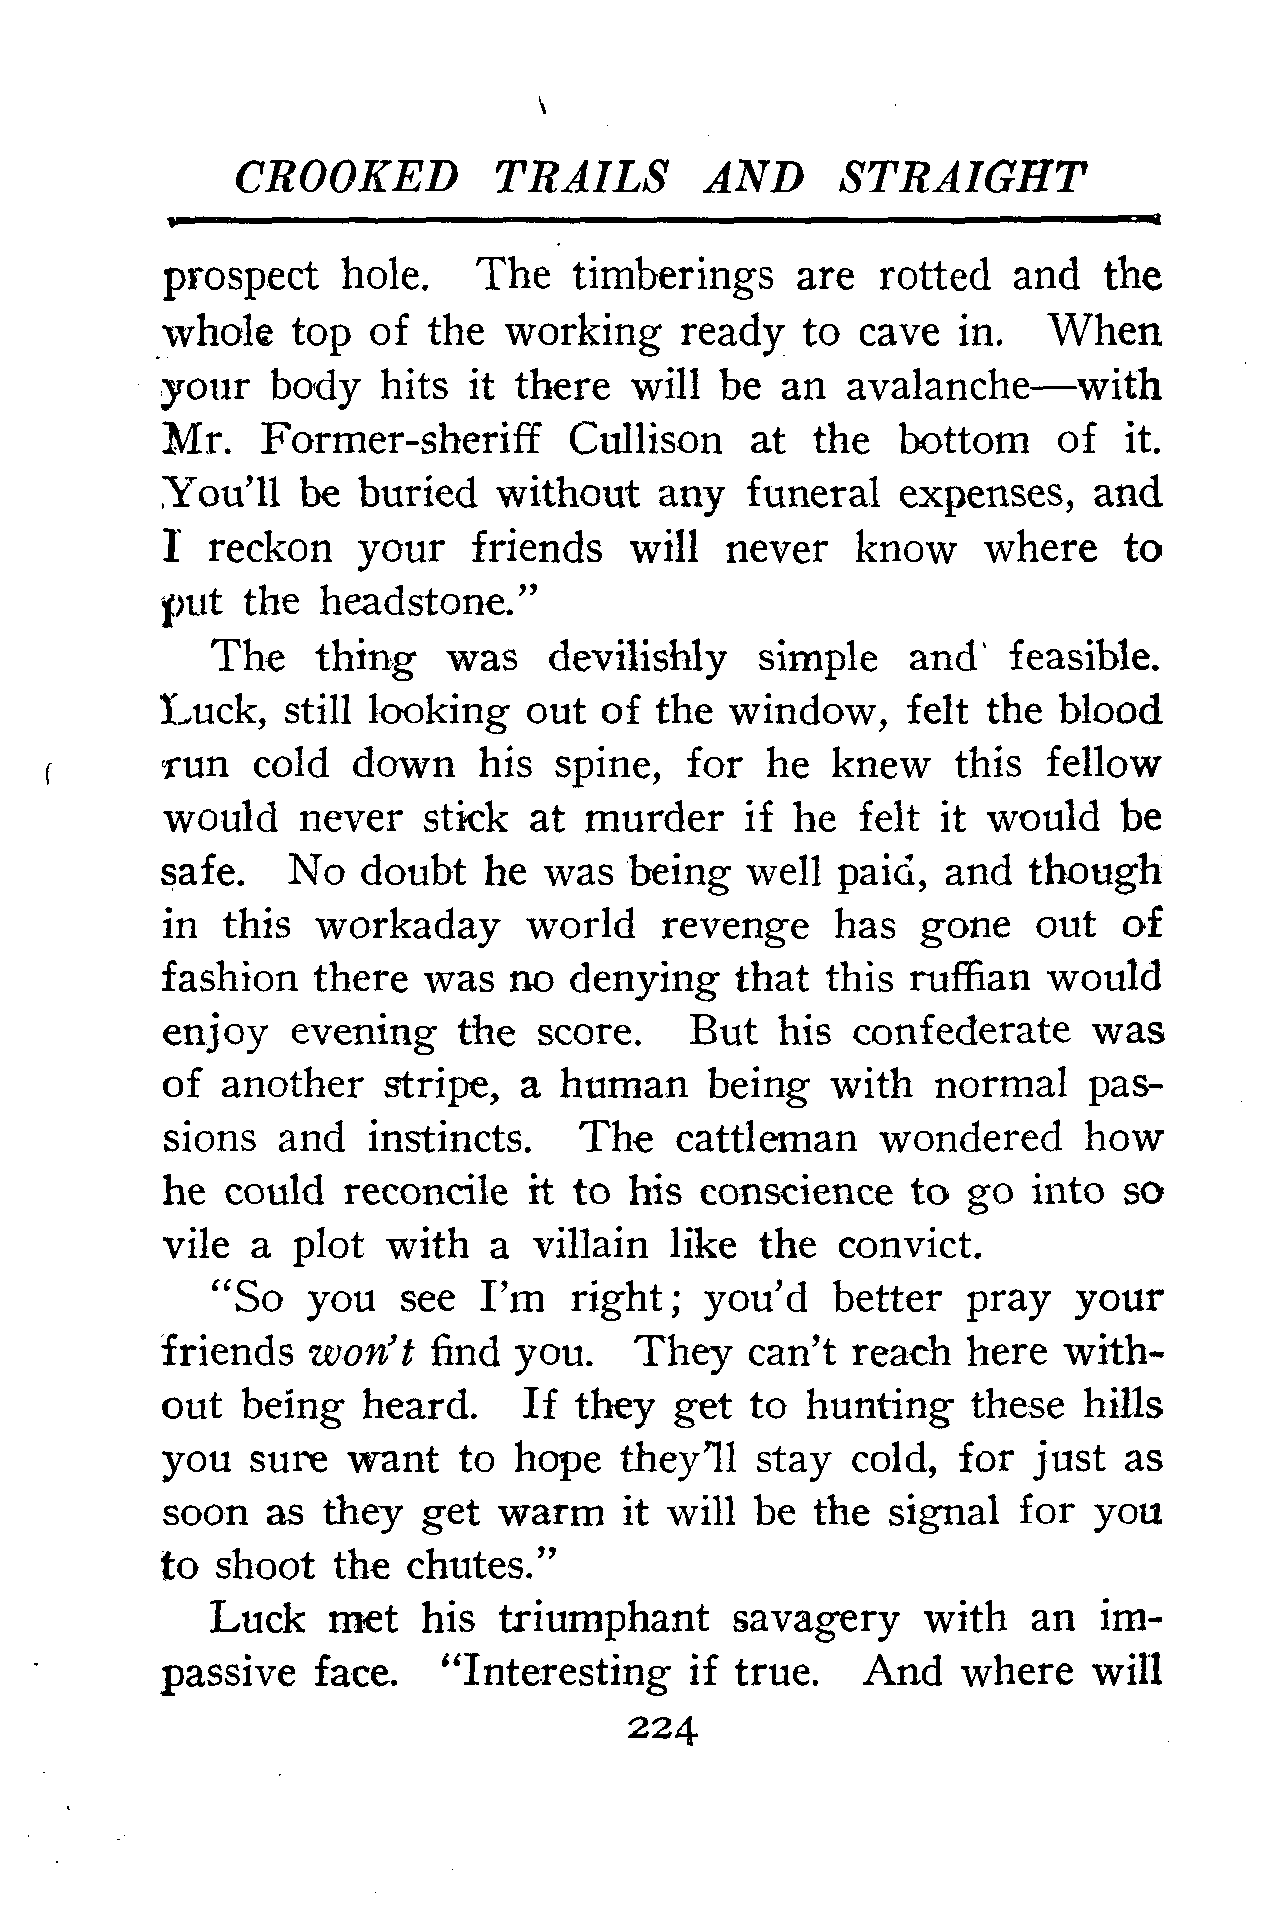 CROOKED TRAILS AND STRAIGHT
prospect hole. The timberings are rotted and the
whole top of the working ready to cave in. When
your body hits it there will be an avalanche—with
Mr. Former-sheriff Cullison at the bottom of it.
You'll be buried without any funeral expenses, and
I reckon your friends will never know where to
put the headstone."
The thing was devilishly simple and feasible.
Luck, still looking out of the window, felt the blood
run cold down his spine, for he knew this fellow
would never stick at murder if he felt it would be
safe. No doubt he was being well paid, and though
in this workaday world revenge has gone out of
fashion there was no denying that this ruffian would
enjoy evening the score. But his confederate was
of another stripe, a human being with normal pas-
sions and instincts. The cattleman wondered how
he could reconcile it to his conscience to go into so
vile a plot with a villain like the convict.
"So you see I'm right; you'd better pray your
friends won't find you. They can't reach here with-
out being heard. If they get to hunting these hills
you sure want to hope they'll stay cold, for just as
soon as they get warm it will be the signal for you
to shoot the chutes."
Luck met his triumphant savagery with an im-
passive face. "Interesting if true. And where will
224